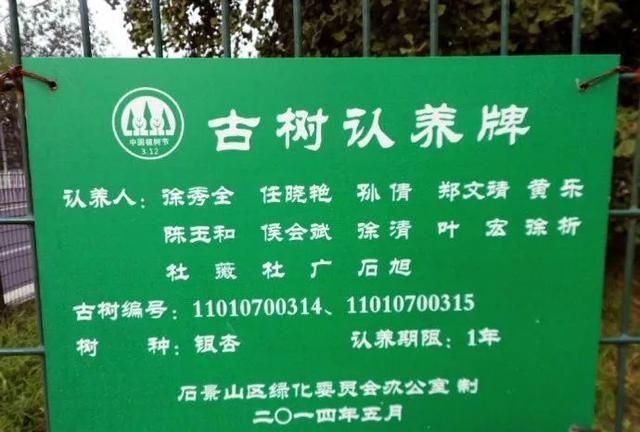 中国植树节
3.12
古树认养牌
认养人：徐秀全 任晓艳 孙倩 郑文靖 黄乐
陈玉和 侯会斌 徐清 叶宏 徐析
杜薇 杜广 石旭
古树编号：11010700314、11010700315
树 种：银杏 认养期限：1年
石景山区绿化委员会办公室 制
二〇一四年五月